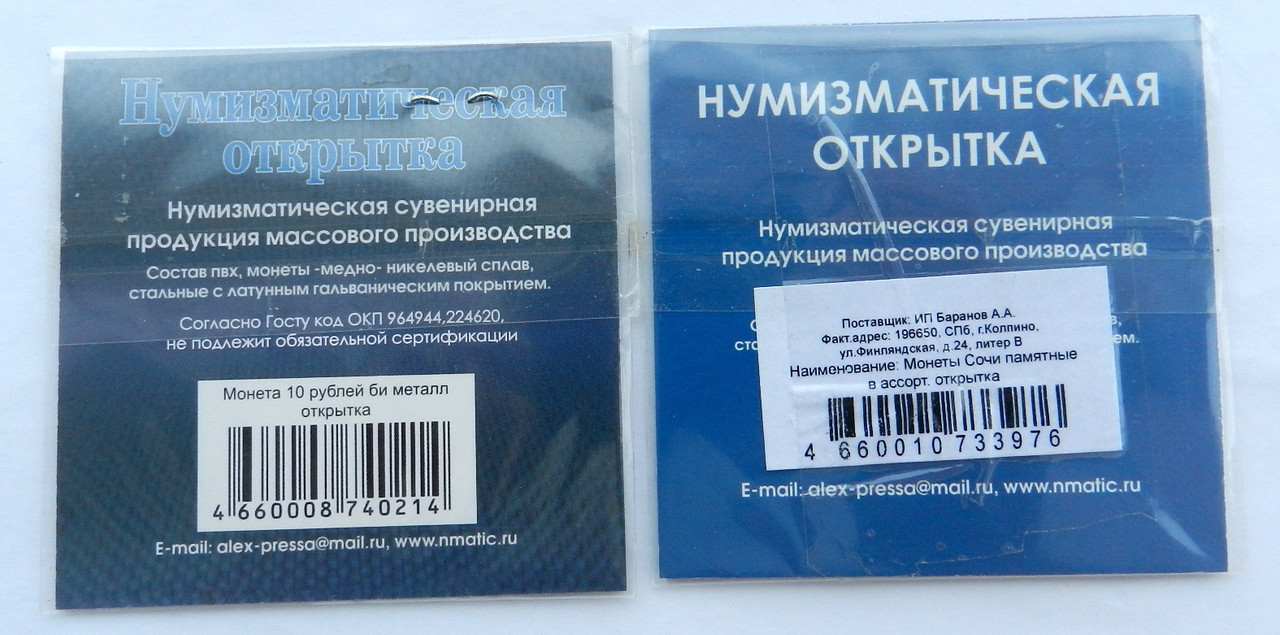 Нумизматическая
открытка
Нумизматическая сувенирная
продукция массового производства
Состав пвх, монеты -медно- никелевый сплав,
стальные с латунным гальваническим покрытием.
Согласно Госту код ОКП 964944,224620,
не подлежит обязательной сертификации
Монета 10 рублей би металл
открытка
4 660008 740214
E-mail: alex-pressa@mail.ru, www.nmatic.ru
НУМИЗМАТИЧЕСКАЯ
ОТКРЫТКА
Нумизматическая сувенирная
продукция массового производства
Поставщик: ИП Баранов А.А.
Факт.адрес: 196650, СПб, г.Колпино,
ул.Финляндская, д.24, литер В
Наименование: Монеты Сочи памятные
в ассорт. открытка
4 660010 733976
E-mail: alex-pressa@mail.ru, www.nmatic.ru